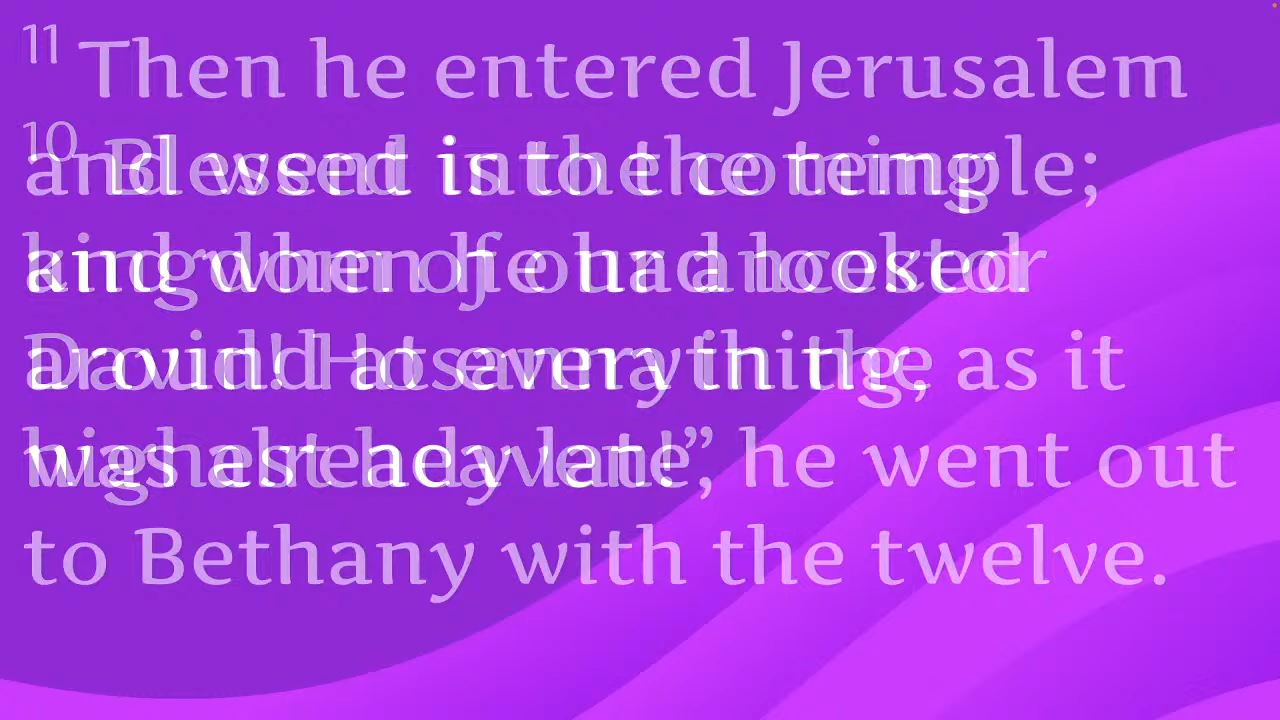 11 Then he entered Jerusalem
and went into the temple;
and when he had looked
around at everything, as it
was already late, he went out
to Bethany with the twelve.
10 Blessed is the coming
kingdom of our ancestor
David! Hosanna in the
highest heaven!”